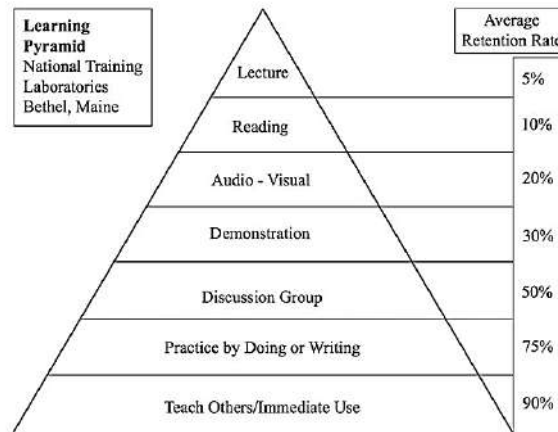 Learning
Pyramid
National Training
Laboratories
Bethel, Maine
Average
Retention Rate
Lecture
5%
Reading
10%
Audio - Visual
20%
Demonstration
30%
Discussion Group
50%
Practice by Doing or Writing
75%
Teach Others/Immediate Use
90%